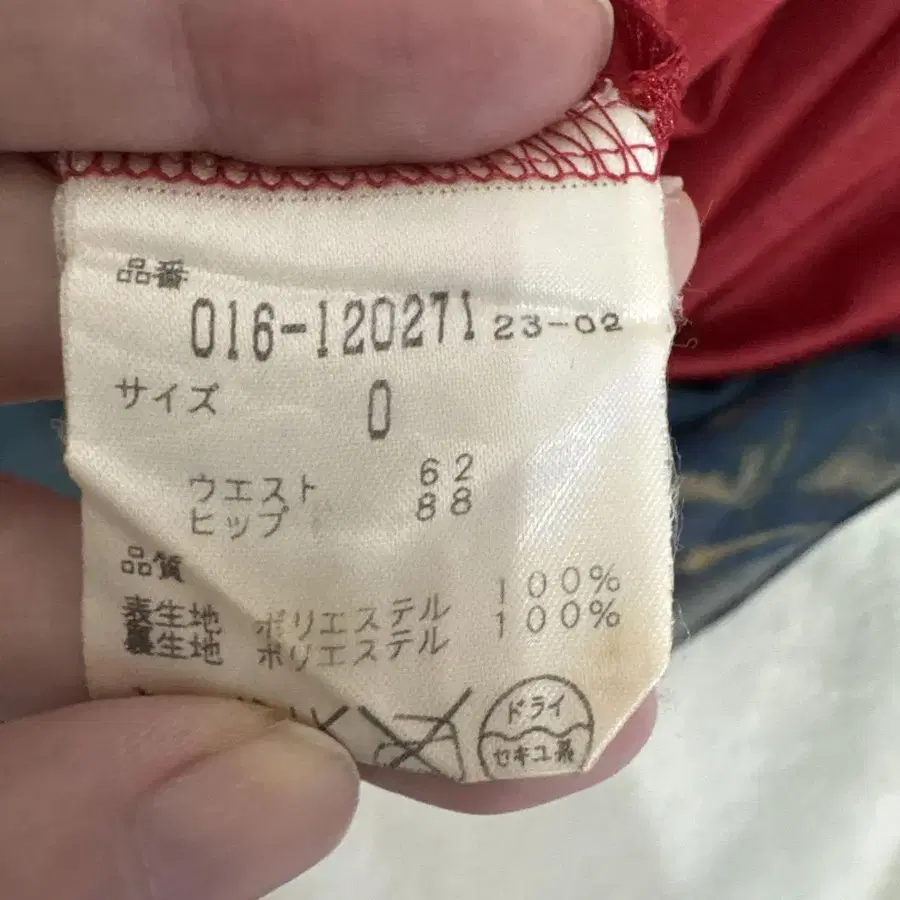 品番
016-120271 23-02
サイズ 0
ウエスト 62
ヒップ 88
品質
表生地 ポリエステル 100%
裏生地 ポリエステル 100%
ドライ
セキユ系